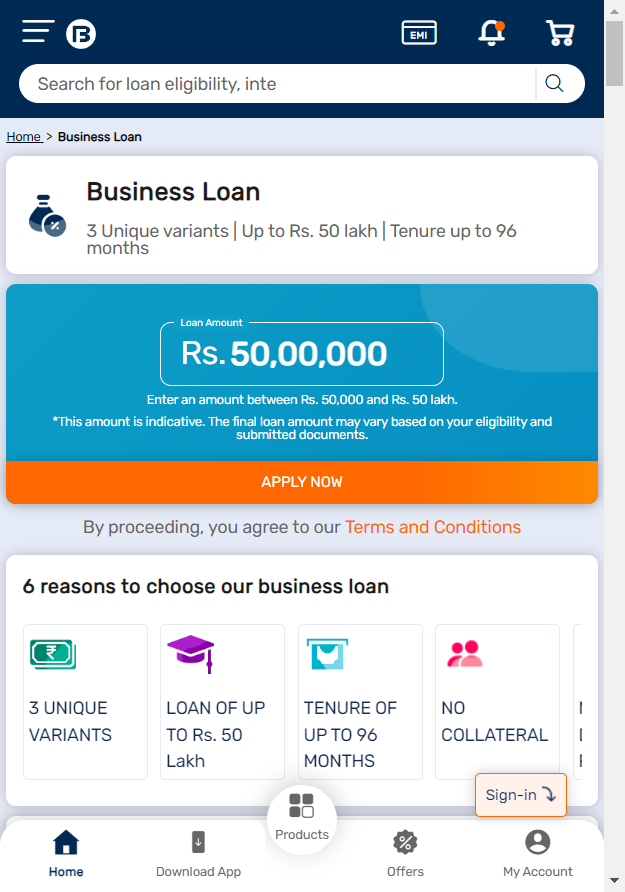 B
EMI
Search for loan eligibility, inte
Home > Business Loan
Business Loan
3 Unique variants | Up to Rs. 50 lakh | Tenure up to 96
months
Loan Amount
Rs. 50,00,000
Enter an amount between Rs. 50,000 and Rs. 50 lakh.
*This amount is indicative. The final loan amount may vary based on your eligibility and
submitted documents.
APPLY NOW
By proceeding, you agree to our Terms and Conditions
6 reasons to choose our business loan
3 UNIQUE
VARIANTS
LOAN OF UP
TO Rs. 50
Lakh
TENURE OF
UP TO 96
MONTHS
NO
COLLATERAL
Sign-in
Products
Home
Download App
Offers
My Account